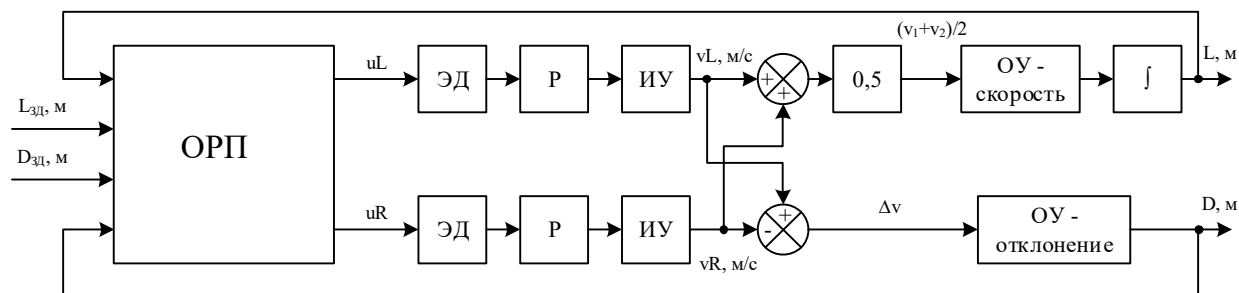 (v₁+v₂)/2
uL
vL, м/с
L, м
ЭД
Р
ИУ
+
+
0,5
ОУ -
скорость
∫
LЗД, м
ОРП
DЗД, м
uR
Δv
D, м
ЭД
Р
ИУ
+
-
ОУ -
отклонение
vR, м/с